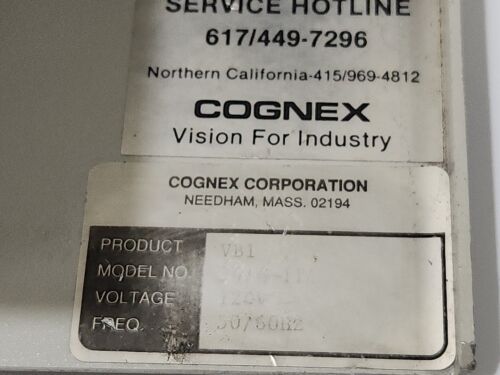 SERVICE HOTLINE
617/449-7296
Northern California-415/969-4812
COGNEX
Vision For Industry
COGNEX CORPORATION
NEEDHAM, MASS. 02194
PRODUCT VB1
MODEL NO
VOLTAGE 120V
FREQ. 50/60HZ